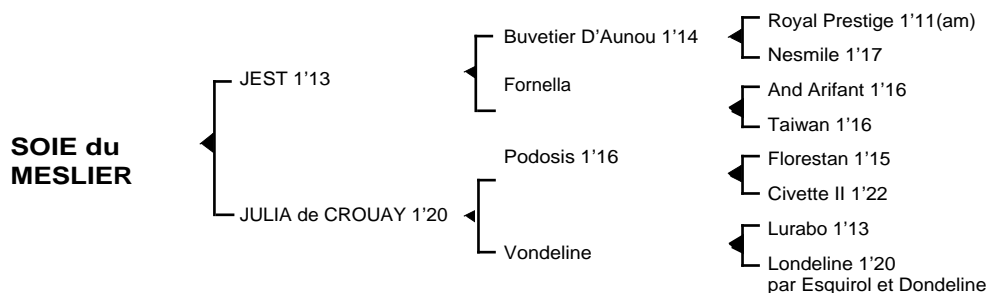 SOIE du
MESLIER
JEST 1'13
JULIA de CROUAY 1'20
Buvetier D'Aunou 1'14
Fornella
Podosis 1'16
Vondeline
Royal Prestige 1'11(am)
Nesmile 1'17
And Arifant 1'16
Taiwan 1'16
Florestan 1'15
Civette II 1'22
Lurabo 1'13
Londeline 1'20
par Esquirol et Dondeline